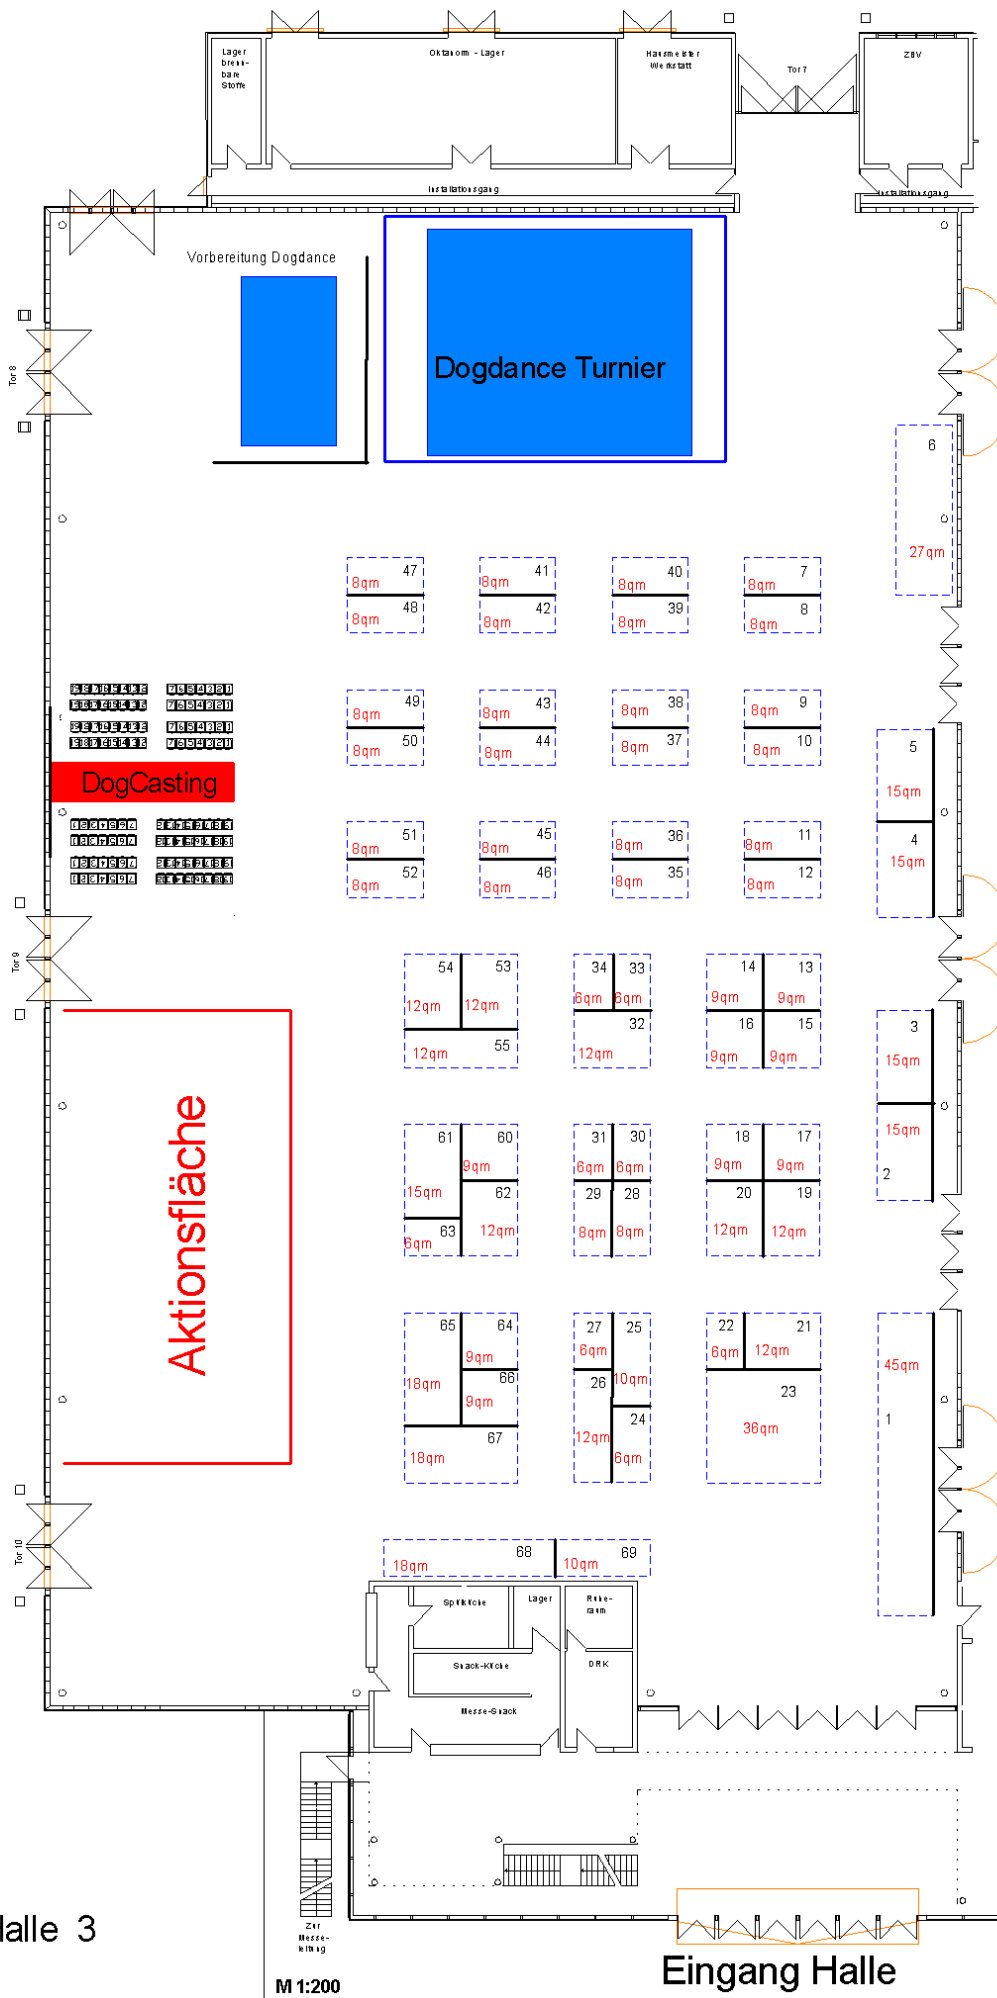 Lager
brenn-
bare
Stoffe
Oktanorm - Lager
Hausmeister
Werkstatt
Tor 7
ZBV
Installationsgang
Installationsgang
Vorbereitung Dogdance
Dogdance Turnier
Tor 8
6
27qm
47 41 40 7
8qm 8qm 8qm 8qm
48 42 39 8
8qm 8qm 8qm 8qm
49 43 38 9
8qm 8qm 8qm 8qm
50 44 37 10
8qm 8qm 8qm 8qm
5
15qm
4
15qm
DogCasting
51 45 36 11
8qm 8qm 8qm 8qm
52 46 35 12
8qm 8qm 8qm 8qm
Tor 9
54 53 34 33 14 13
12qm 12qm 6qm 6qm 9qm 9qm
55 32 16 15
12qm 12qm 9qm 9qm
3
15qm
15qm
2
Aktionsfläche
61 60 31 30 18 17
9qm 6qm 6qm 9qm 9qm
15qm 62 29 28 20 19
63 6qm 12qm 8qm 8qm 12qm 12qm
65 64 27 25 22 21
9qm 6qm 6qm 12qm
18qm 66 26 10qm 23
9qm 24
67 12qm 36qm
18qm 6qm
45qm
1
Tor 10
68 69
18qm 10qm
Spülküche
Lager
Ruhe-
raum
Snack-Küche
DRK
Messe-Snack
Zur
Messe-
leitung
alle 3
M 1:200
Eingang Halle